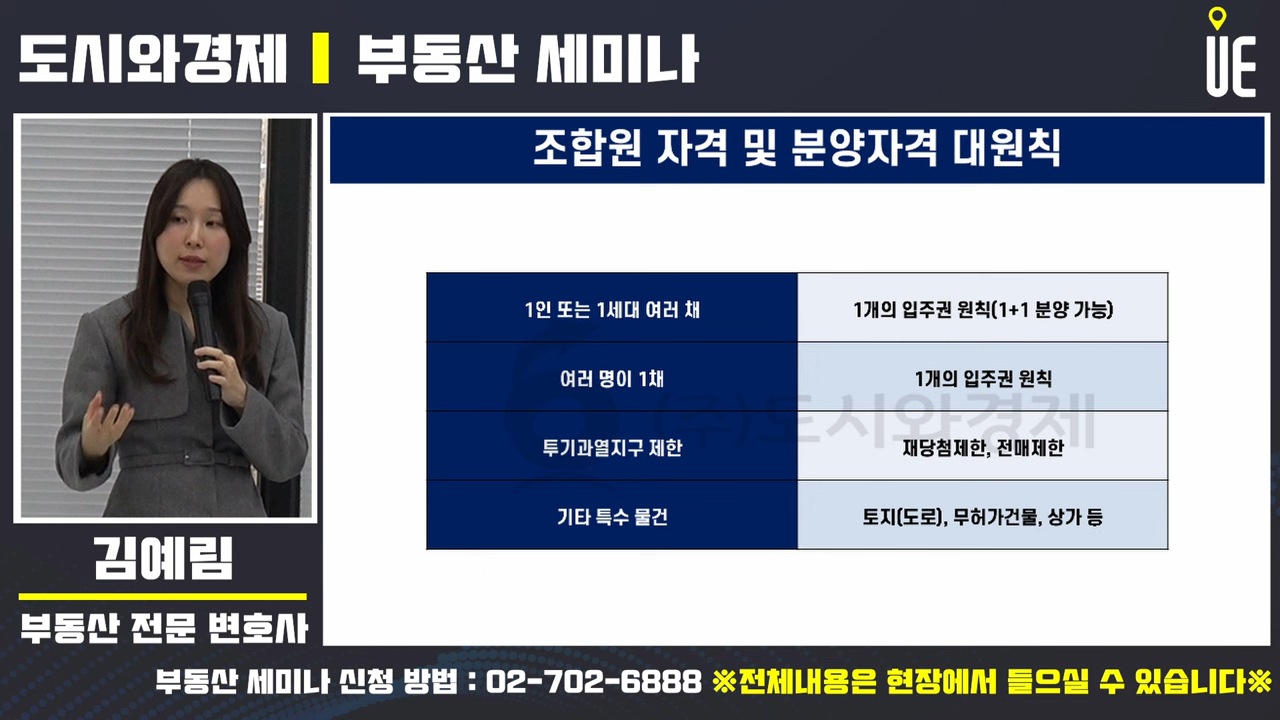 도시와경제 부동산 세미나
UE
조합원 자격 및 분양자격 대원칙
1인 또는 1세대 여러 채
1개의 입주권 원칙(1+1 분양 가능)
여러 명이 1채
1개의 입주권 원칙
투기과열지구 제한
재당첨제한, 전매제한
기타 특수 물건
토지(도로), 무허가건물, 상가 등
(주)도시와경제
김예림
부동산 전문 변호사
부동산 세미나 신청 방법 : 02-702-6888 ※전체내용은 현장에서 들으실 수 있습니다※